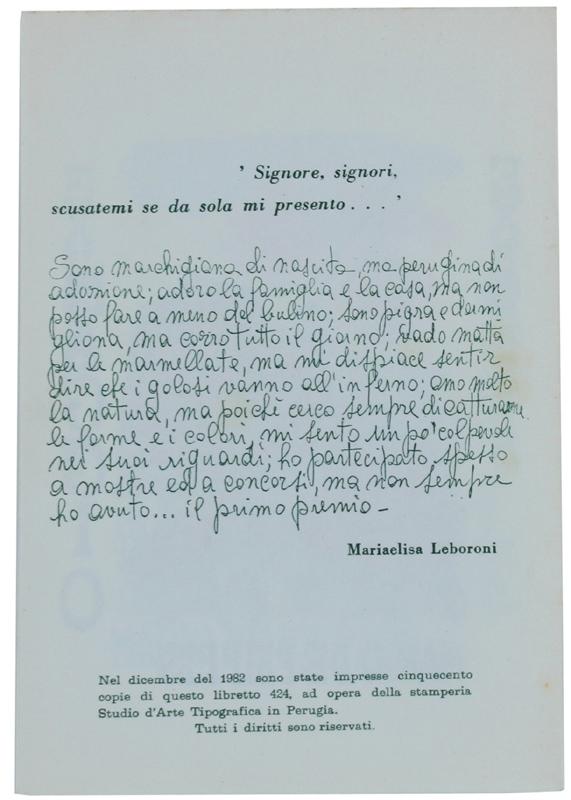 ' Signore, signori,
scusatemi se da sola mi presento . . . '
Sono marchigiana di nascita, ma perugina di
adozione; adoro la famiglia e la casa, ma non
posso fare a meno del bulino; sono pigra e dormi
gliona, ma corro tutto il giorno; vado matta
per le marmellate, ma mi dispiace sentir
dire che i golosi vanno all'inferno; amo molto
la natura, ma poichè cerco sempre di catturarne
le forme e i colori, mi sento un po' colpevole
nei suoi riguardi; ho partecipato spesso
a mostre ed a concorsi, ma non sempre
ho avuto... il primo premio -
Mariaelisa Leboroni
Nel dicembre del 1982 sono state impresse cinquecento
copie di questo libretto 424, ad opera della stamperia
Studio d'Arte Tipografica in Perugia.
Tutti i diritti sono riservati.